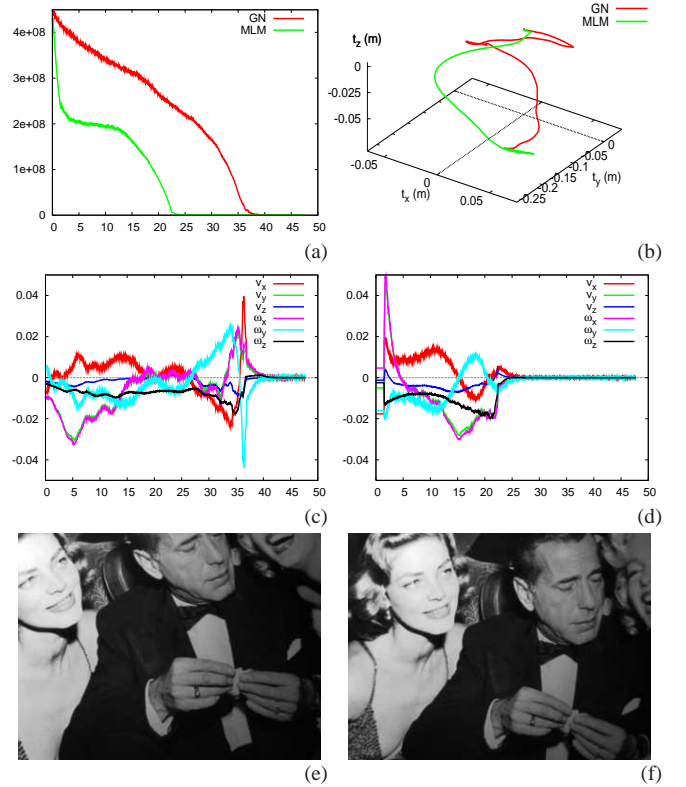 GN
MLM
4e+08
3e+08
2e+08
1e+08
0
0 5 10 15 20 25 30 35 40 45 50
(a)
GN
MLM
t_z (m)
0
-0.025
-0.05
-0.05
0
0.05
t_x (m)
0
-0.05
-0.1
-0.15
-0.2
-0.25
t_y (m)
(b)
v_x
v_y
v_z
ω_x
ω_y
ω_z
0.04
0.02
0
-0.02
-0.04
0 5 10 15 20 25 30 35 40 45 50
(c)
v_x
v_y
v_z
ω_x
ω_y
ω_z
0.04
0.02
0
-0.02
-0.04
0 5 10 15 20 25 30 35 40 45 50
(d)
(e)
(f)